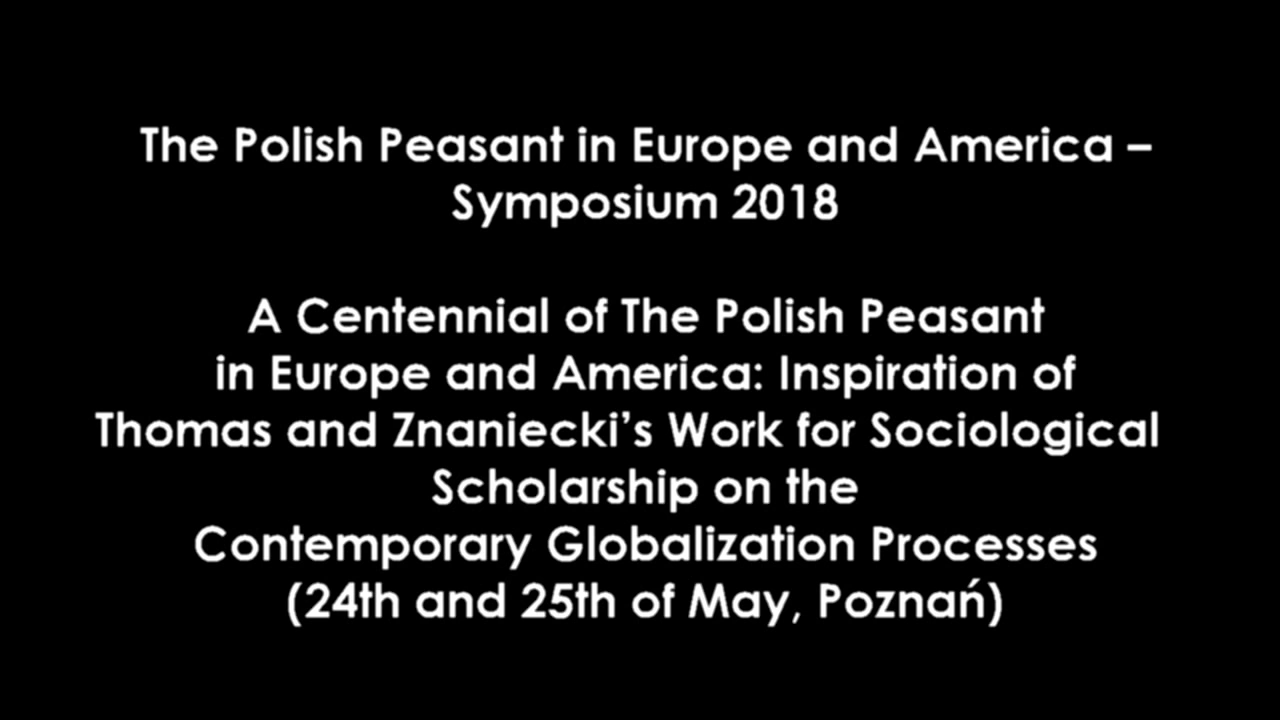 The Polish Peasant in Europe and America –
Symposium 2018
A Centennial of The Polish Peasant
in Europe and America: Inspiration of
Thomas and Znaniecki’s Work for Sociological
Scholarship on the
Contemporary Globalization Processes
(24th and 25th of May, Poznań)